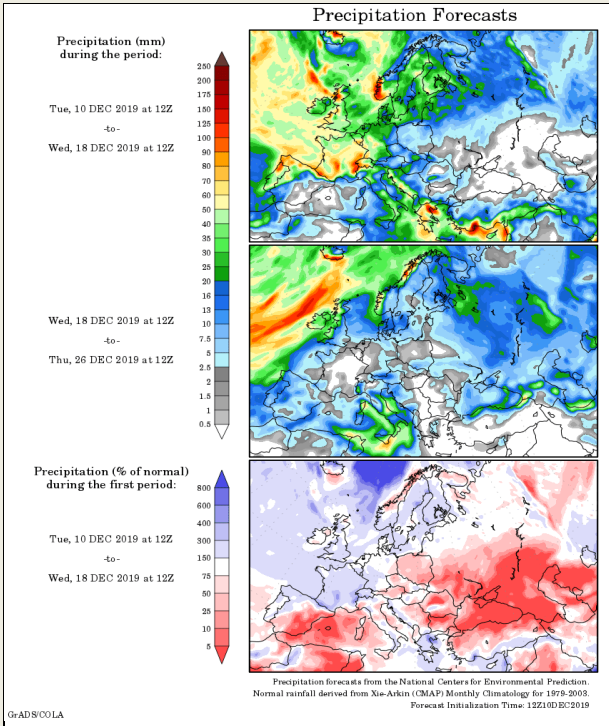 Precipitation Forecasts
Precipitation (mm)
during the period:
Tue, 10 DEC 2019 at 12Z
-to-
Wed, 18 DEC 2019 at 12Z
250
200
175
150
125
100
90
80
70
60
50
40
35
30
25
20
16
13
10
7.5
5
2.5
2
1.5
1
0.5
Wed, 18 DEC 2019 at 12Z
-to-
Thu, 26 DEC 2019 at 12Z
Precipitation (% of normal)
during the first period:
Tue, 10 DEC 2019 at 12Z
-to-
Wed, 18 DEC 2019 at 12Z
800
600
400
300
150
75
50
25
10
5
Precipitation forecasts from the National Centers for Environmental Prediction.
Normal rainfall derived from Xie-Arkin (CMAP) Monthly Climatology for 1979-2003.
Forecast Initialization Time: 12Z10DEC2019
GrADS/COLA